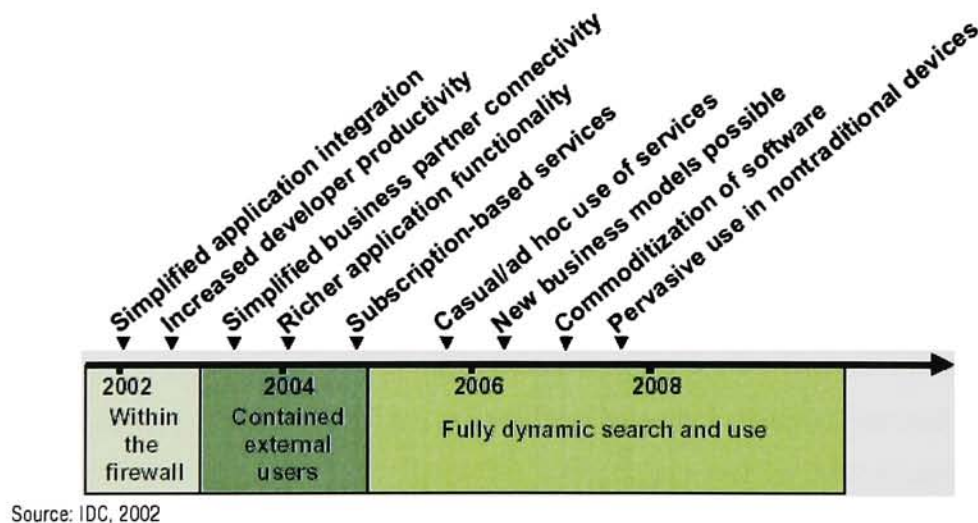 Simplified application integration
Increased developer productivity
Simplified business partner connectivity
Richer application functionality
Subscription-based services
Casual/ad hoc use of services
New business models possible
Commoditization of software
Pervasive use in nontraditional devices
2002
2004
2006
2008
Within
the
firewall
Contained
external
users
Fully dynamic search and use
Source: IDC, 2002